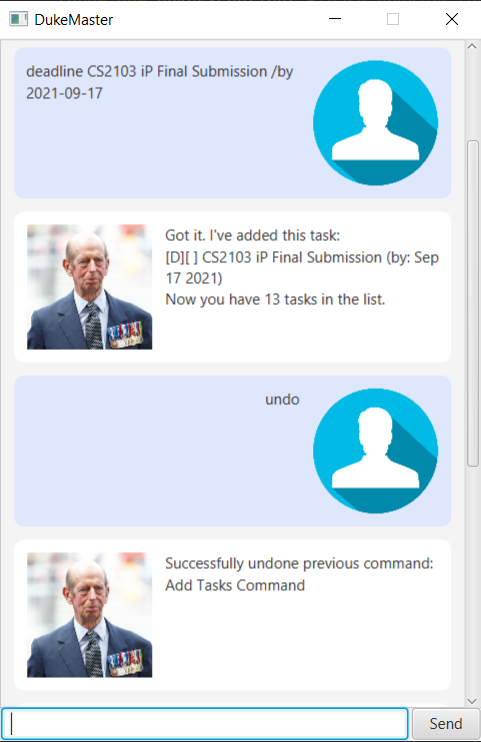 DukeMaster
deadline CS2103 iP Final Submission /by
2021-09-17
Got it. I've added this task:
[D][ ] CS2103 iP Final Submission (by: Sep
17 2021)
Now you have 13 tasks in the list.
undo
Successfully undone previous command:
Add Tasks Command
Send